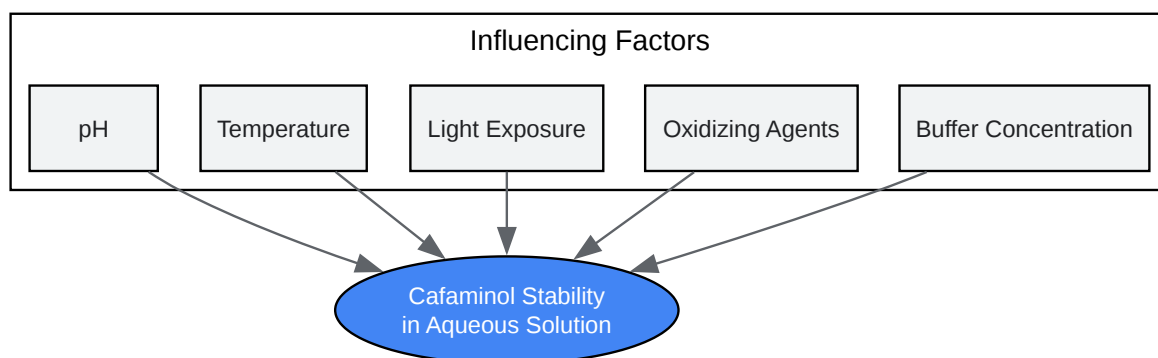 Influencing Factors
pH
Temperature
Light Exposure
Oxidizing Agents
Buffer Concentration
Cafaminol Stability
in Aqueous Solution